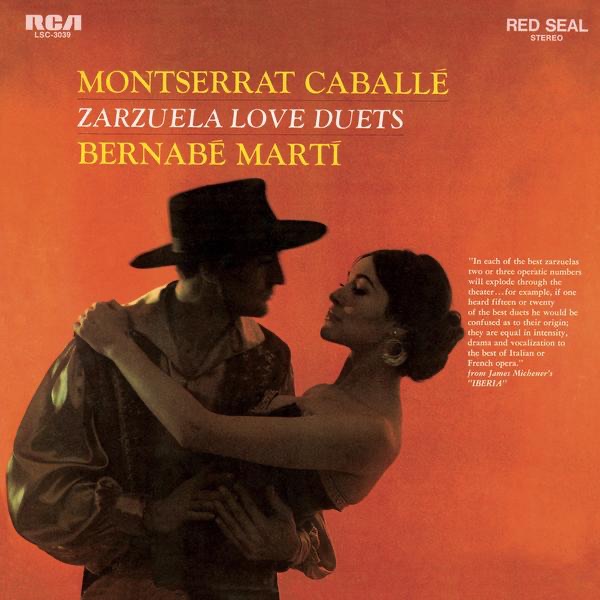 RCA
LSC-3039
RED SEAL
STEREO
MONTSERRAT CABALLÉ
ZARZUELA LOVE DUETS
BERNABÉ MARTÍ
"In each of the best zarzuelas
two or three operatic numbers
will explode through the
theater...for example, if one
heard fifteen or twenty
of the best duets he would be
confused as to their origin;
they are equal in intensity,
drama and vocalization to
the best of Italian or
French opera."
from James Michener's
"IBERIA"